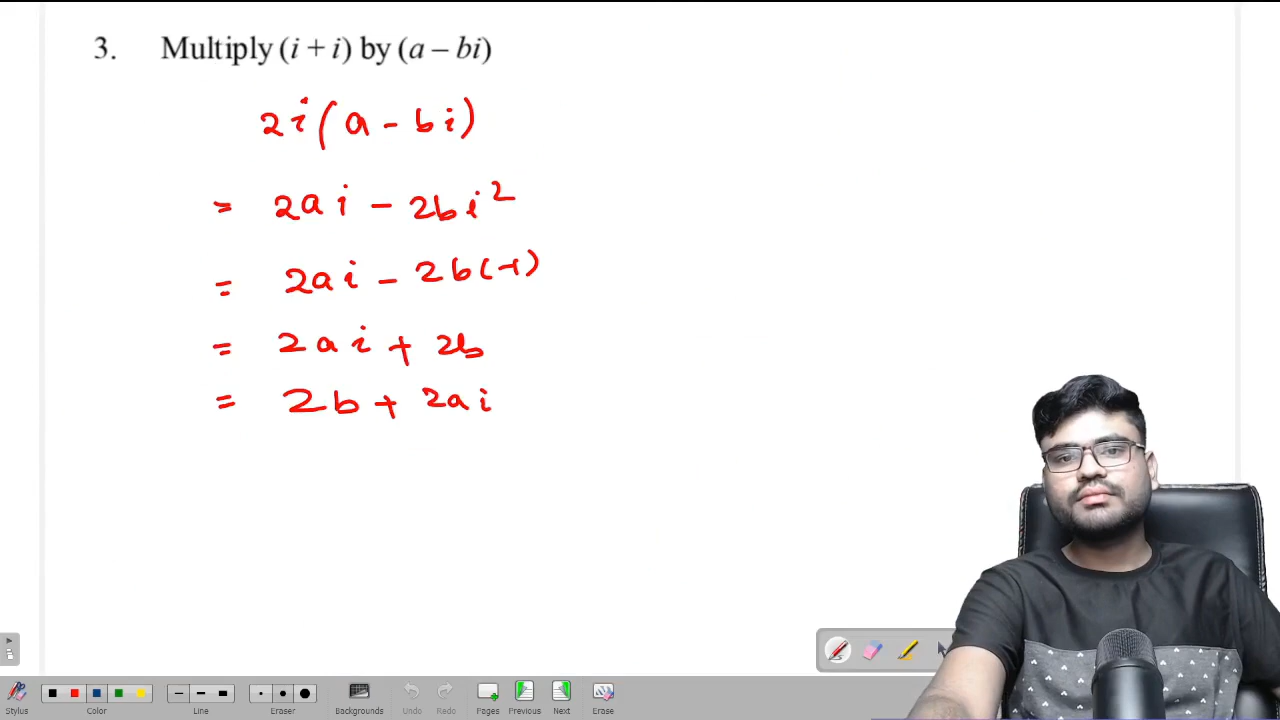 3. Multiply (i + i) by (a – bi)
2i(a - bi)
= 2ai - 2bi²
= 2ai - 2b(-1)
= 2ai + 2b
= 2b + 2ai
Stylus Color Line Eraser Backgrounds Undo Redo Pages Previous Next Erase